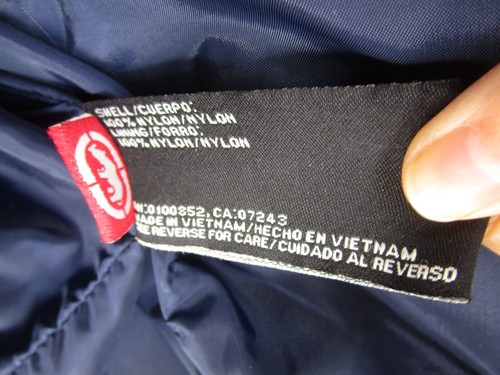 SHELL/CUERPO:
100% NYLON/NYLON
LINING/FORRO:
100% NYLON/NYLON
RN:0100852, CA:07243
MADE IN VIETNAM/HECHO EN VIETNAM
SEE REVERSE FOR CARE/CUIDADO AL REVERSO